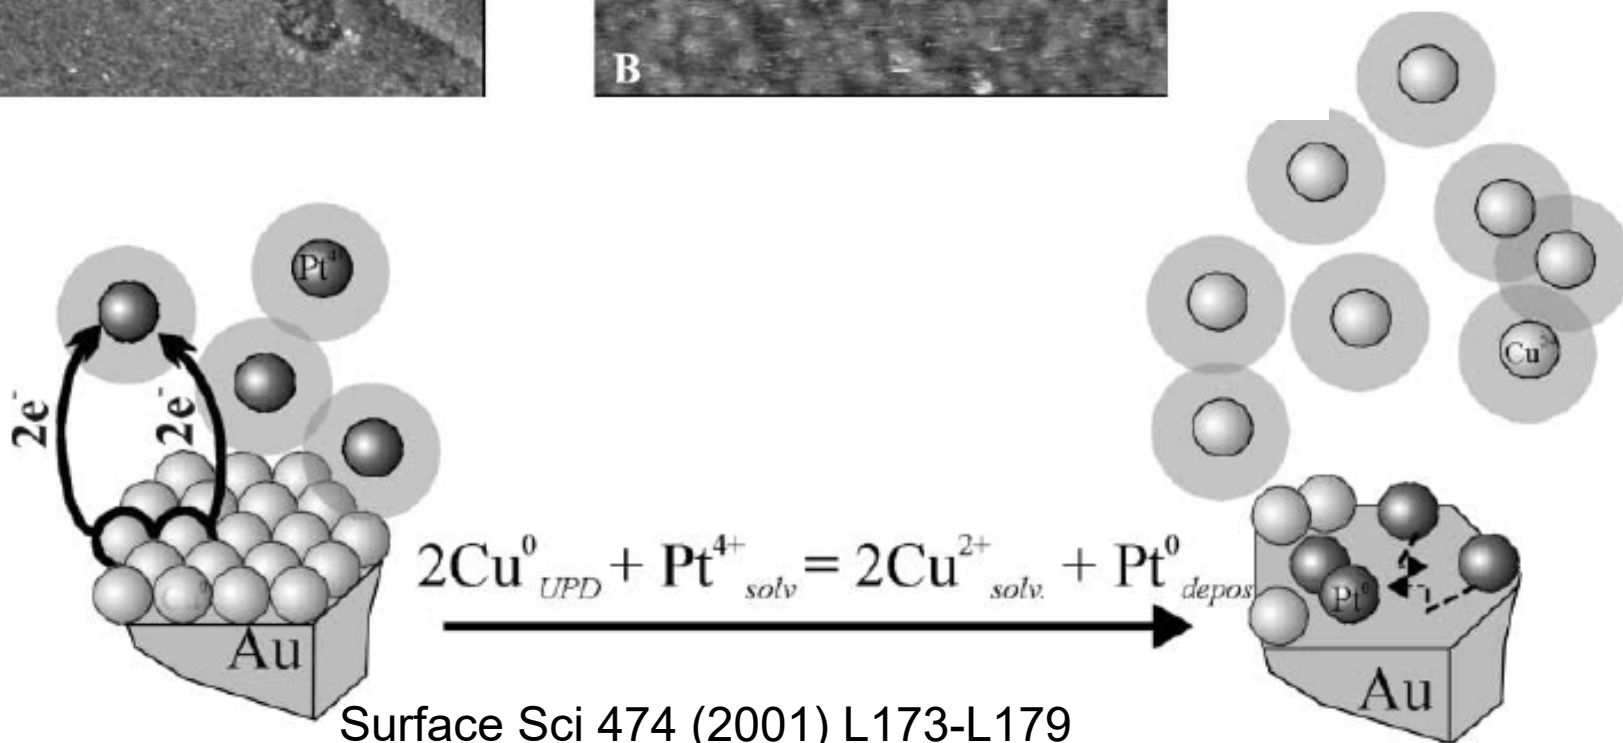 B
Pt⁴⁺
2e⁻
2e⁻
Cu²⁺
2Cu⁰UPD + Pt⁴⁺solv = 2Cu²⁺solv. + Pt⁰depos
Cu⁰
Pt⁰
Au
Au
Surface Sci 474 (2001) L173-L179